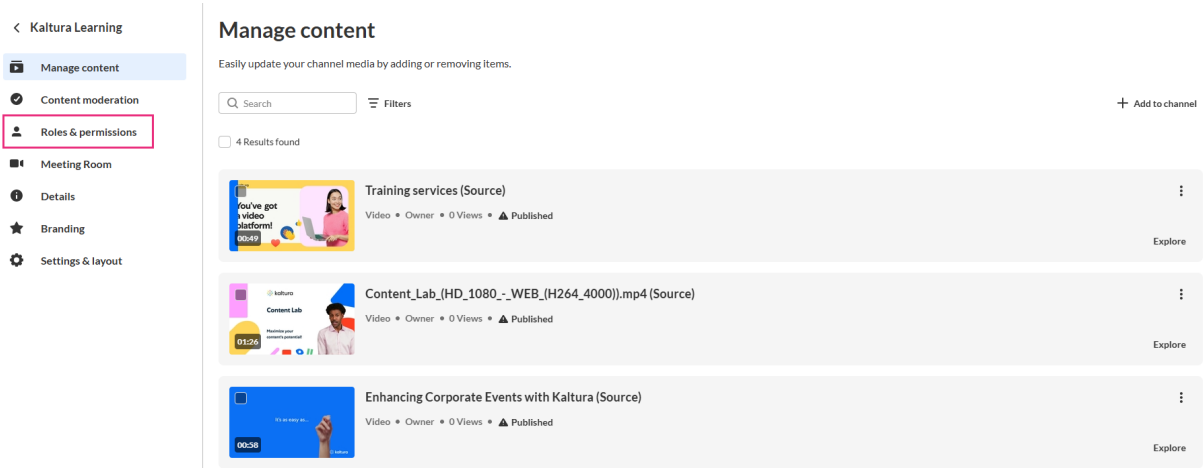 Kaltura Learning
Manage content
Content moderation
Roles & permissions
Meeting Room
Details
Branding
Settings & layout
Manage content
Easily update your channel media by adding or removing items.
Search
Filters
Add to channel
4 Results found
You've got
a video
platform!
00:49
Training services (Source)
Video • Owner • 0 Views • Published
Explore
kaltura
Content Lab
Maximize your
content's potential!
01:26
Content_Lab_(HD_1080_-_WEB_(H264_4000)).mp4 (Source)
Video • Owner • 0 Views • Published
Explore
It's as easy as...
kaltura
00:58
Enhancing Corporate Events with Kaltura (Source)
Video • Owner • 0 Views • Published
Explore